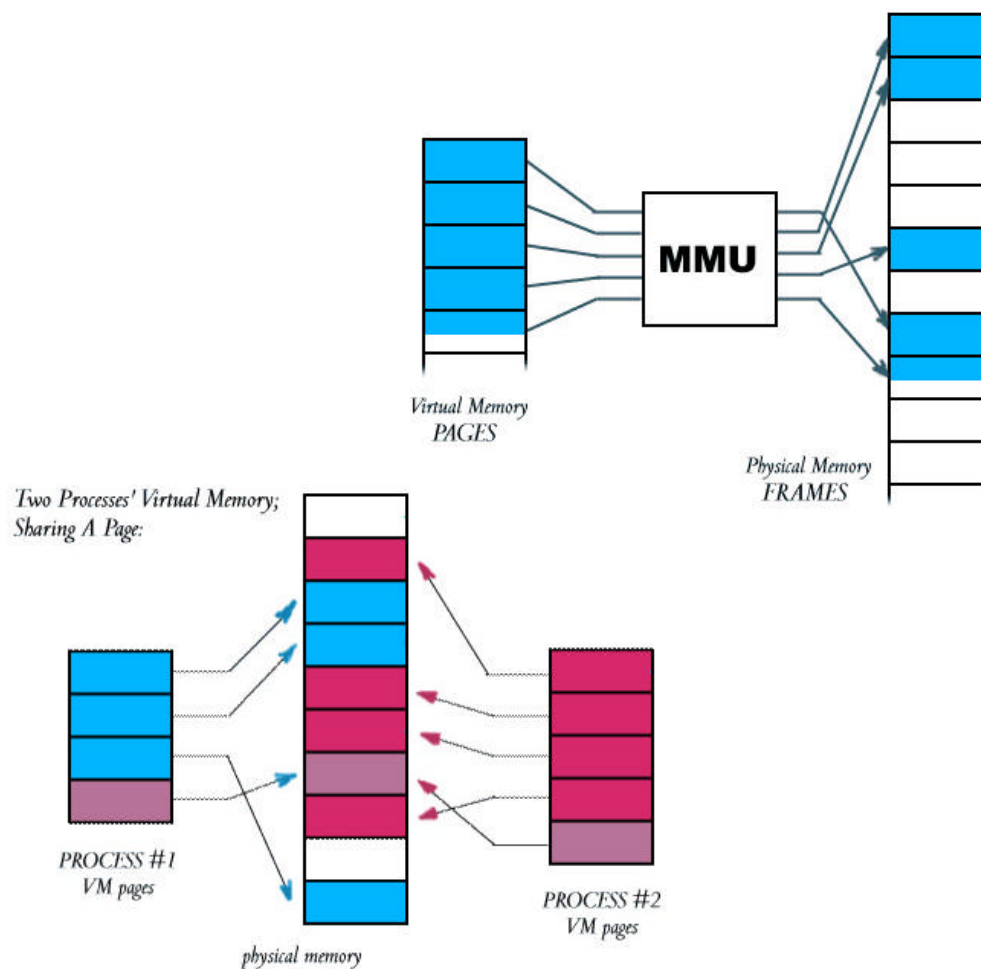 MMU
Virtual Memory
PAGES
Physical Memory
FRAMES
Two Processes' Virtual Memory;
Sharing A Page:
PROCESS #1
VM pages
PROCESS #2
VM pages
physical memory